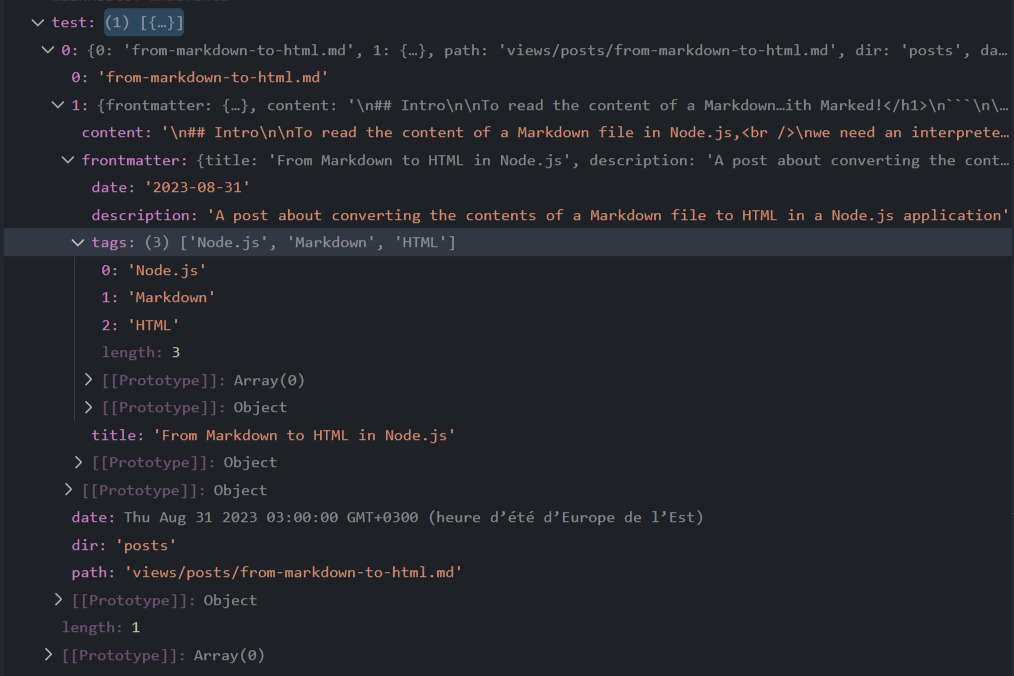 test: (1) [{…}]
0: {0: 'from-markdown-to-html.md', 1: {…}, path: 'views/posts/from-markdown-to-html.md', dir: 'posts', da…
0: 'from-markdown-to-html.md'
1: {frontmatter: {…}, content: '\n## Intro\n\nTo read the content of a Markdown…ith Marked!</h1>\n```\n\…
content: '\n## Intro\n\nTo read the content of a Markdown file in Node.js,<br />\nwe need an interprete…
frontmatter: {title: 'From Markdown to HTML in Node.js', description: 'A post about converting the cont…
date: '2023-08-31'
description: 'A post about converting the contents of a Markdown file to HTML in a Node.js application'
tags: (3) ['Node.js', 'Markdown', 'HTML']
0: 'Node.js'
1: 'Markdown'
2: 'HTML'
length: 3
[[Prototype]]: Array(0)
[[Prototype]]: Object
title: 'From Markdown to HTML in Node.js'
[[Prototype]]: Object
[[Prototype]]: Object
date: Thu Aug 31 2023 03:00:00 GMT+0300 (heure d’été d’Europe de l’Est)
dir: 'posts'
path: 'views/posts/from-markdown-to-html.md'
[[Prototype]]: Object
length: 1
[[Prototype]]: Array(0)